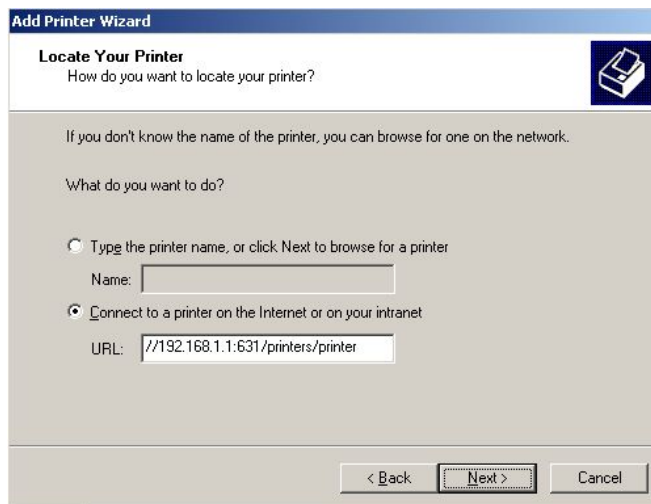 Add Printer Wizard
Locate Your Printer
How do you want to locate your printer?
If you don't know the name of the printer, you can browse for one on the network.
What do you want to do?
Type the printer name, or click Next to browse for a printer
Name:
Connect to a printer on the Internet or on your intranet
URL: //192.168.1.1:631/printers/printer
< Back Next > Cancel